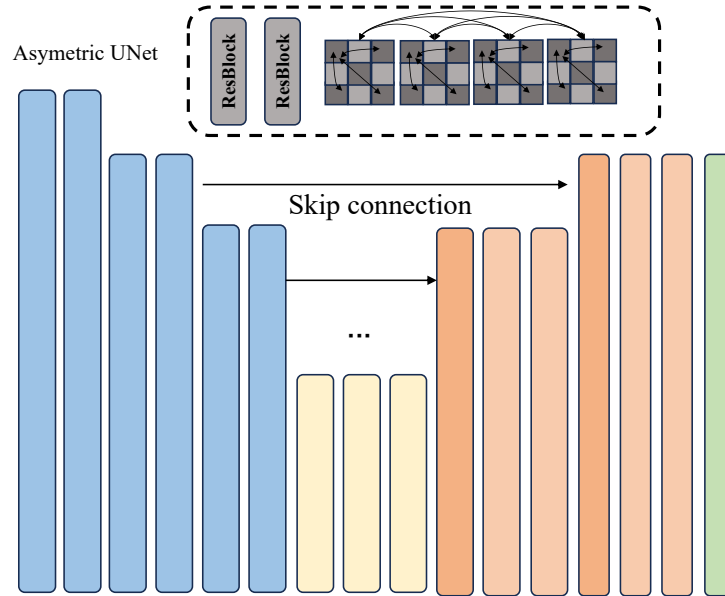 Asymetric UNet
ResBlock
ResBlock
Skip connection
...